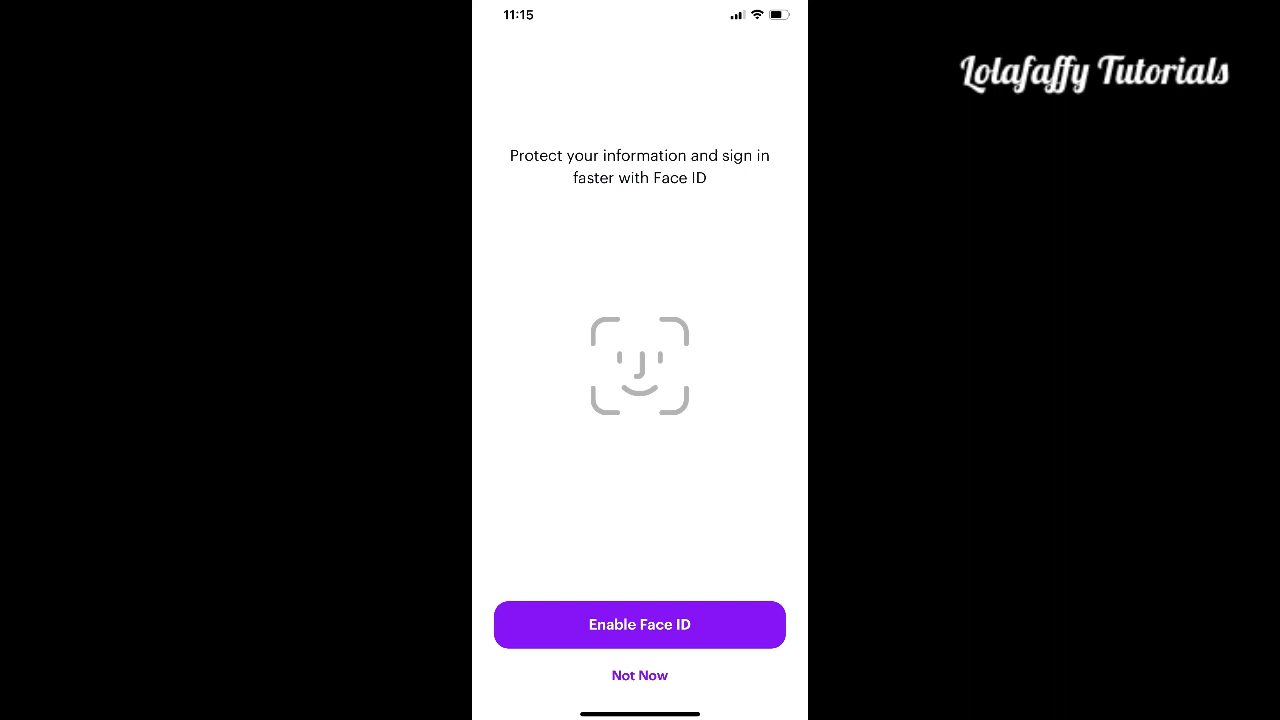 11:15
Lolafaffy Tutorials
Protect your information and sign in
faster with Face ID
Enable Face ID
Not Now